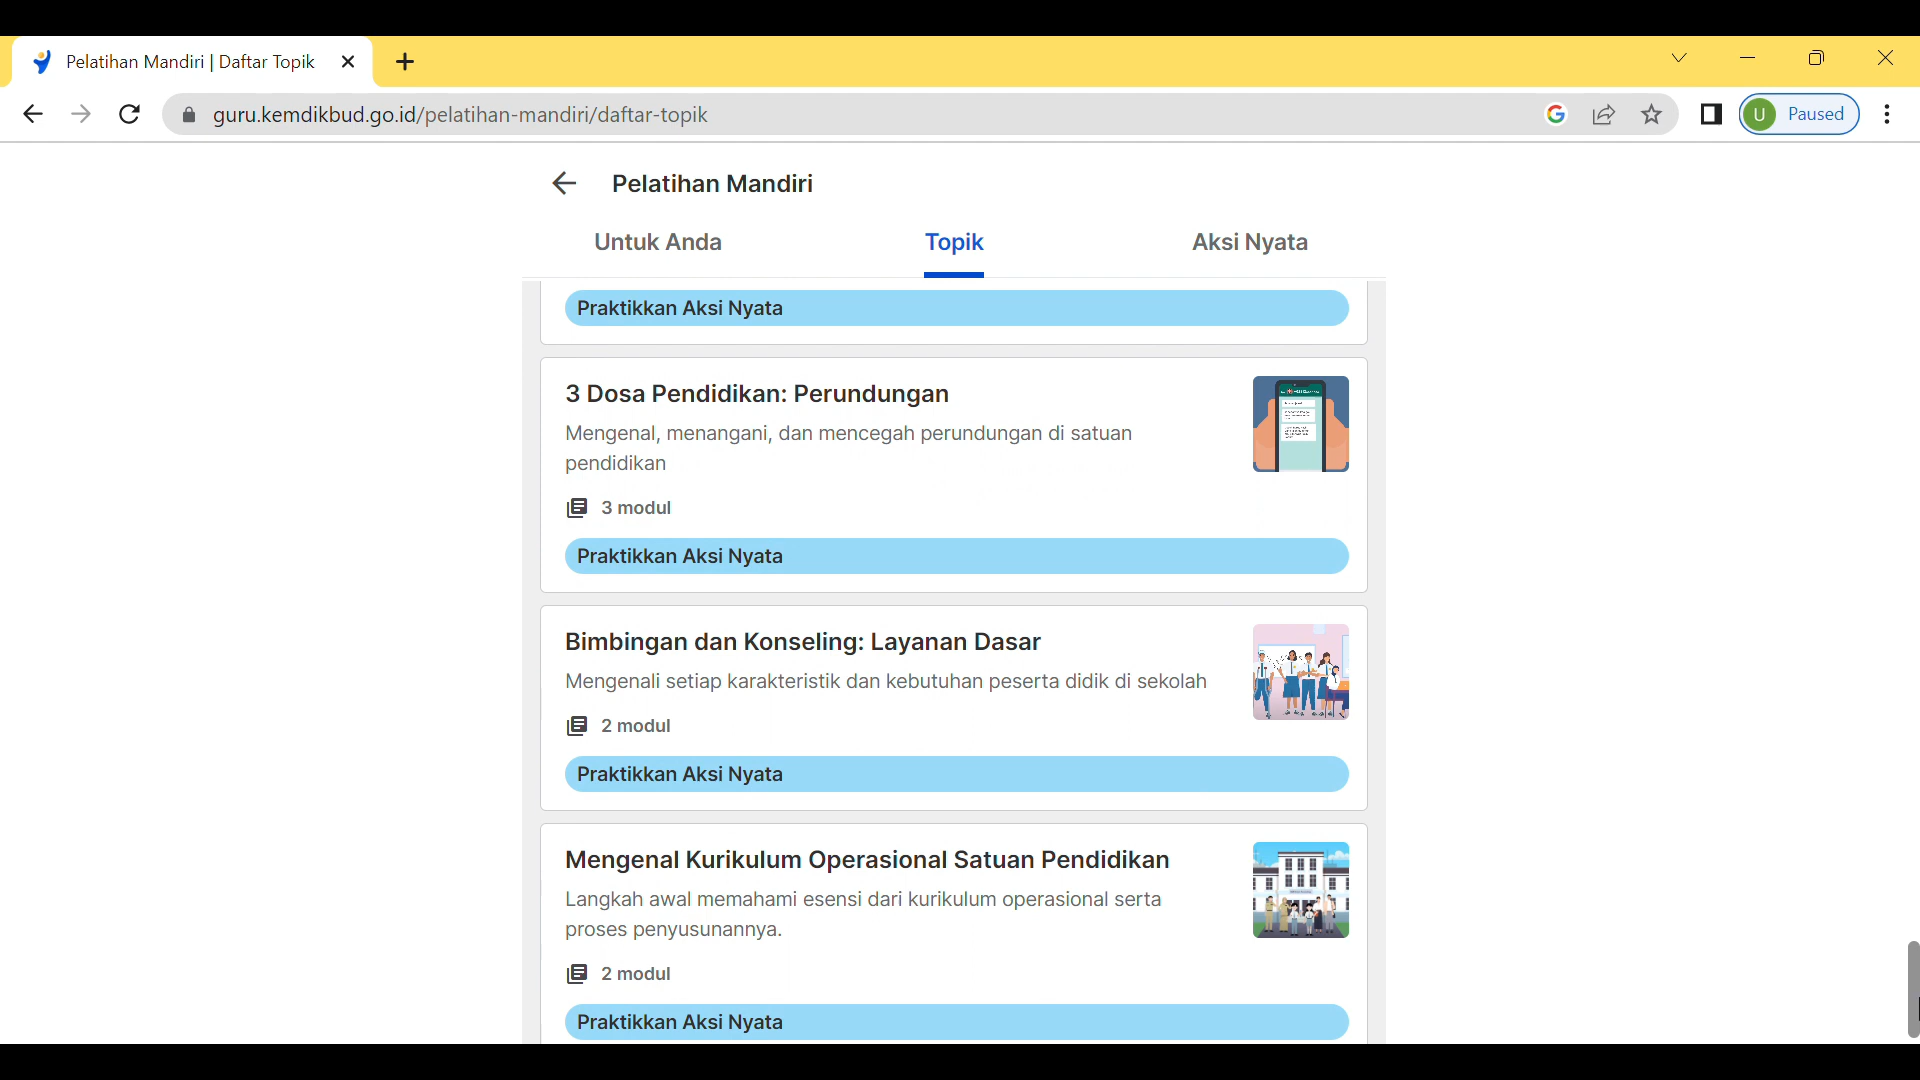 Pelatihan Mandiri | Daftar Topik
guru.kemdikbud.go.id/pelatihan-mandiri/daftar-topik
U
Paused
Pelatihan Mandiri
Untuk Anda
Topik
Aksi Nyata
Praktikkan Aksi Nyata
3 Dosa Pendidikan: Perundungan
Mengenal, menangani, dan mencegah perundungan di satuan
pendidikan
3 modul
Praktikkan Aksi Nyata
Bimbingan dan Konseling: Layanan Dasar
Mengenali setiap karakteristik dan kebutuhan peserta didik di sekolah
2 modul
Praktikkan Aksi Nyata
Mengenal Kurikulum Operasional Satuan Pendidikan
Langkah awal memahami esensi dari kurikulum operasional serta
proses penyusunannya.
2 modul
Praktikkan Aksi Nyata